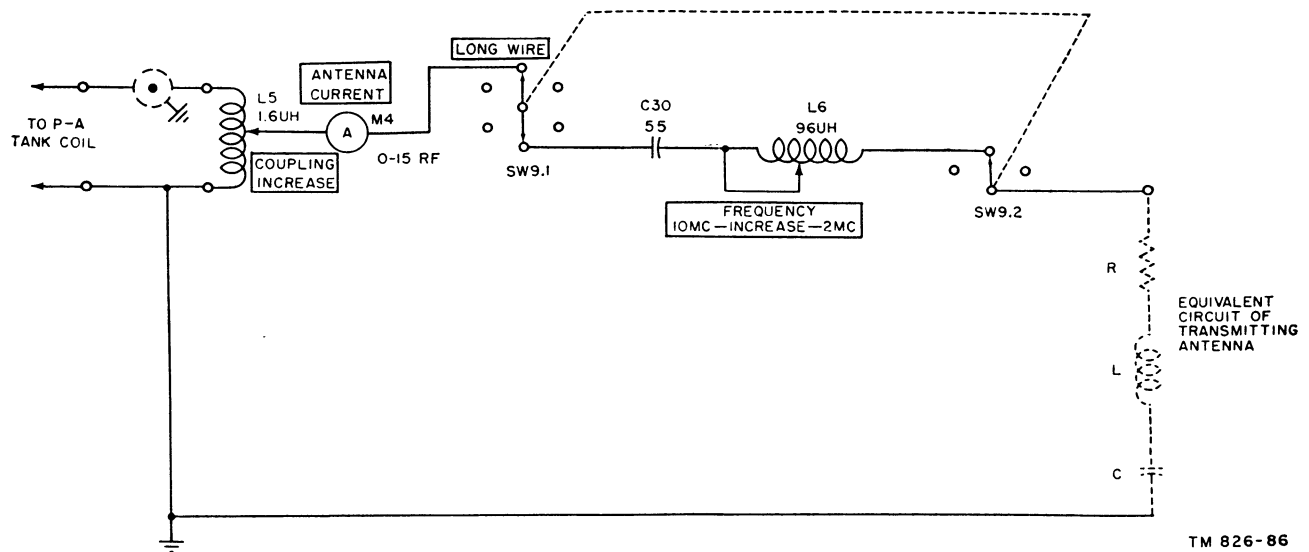 LONG WIRE
ANTENNA
CURRENT
L5
1.6UH
M4
A
O-15 RF
TO P-A
TANK COIL
COUPLING
INCREASE
SW9.1
C30
55
L6
96UH
FREQUENCY
10MC—INCREASE—2MC
SW9.2
R
L
C
EQUIVALENT
CIRCUIT OF
TRANSMITTING
ANTENNA
TM 826-86